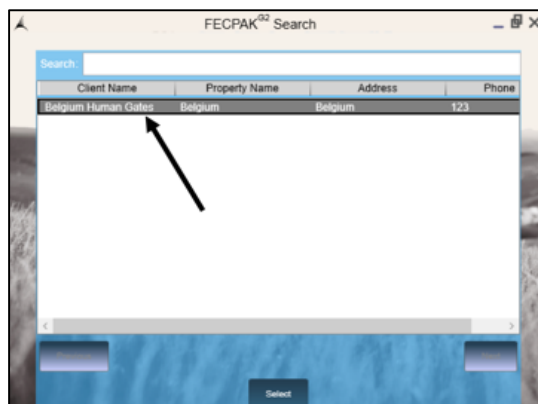 FECPAK G2 Search
Search:
Client Name Property Name Address Phone
Belgium Human Gates Belgium Belgium 123
Select